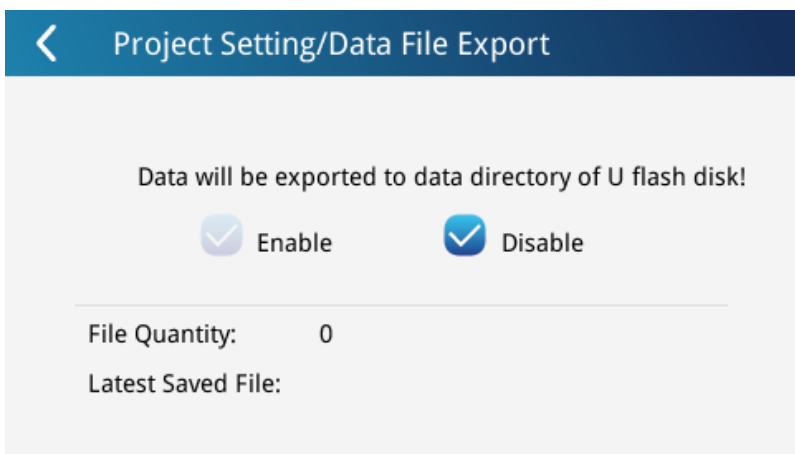 Project Setting/Data File Export
Data will be exported to data directory of U flash disk!
Enable Disable
File Quantity: 0
Latest Saved File: